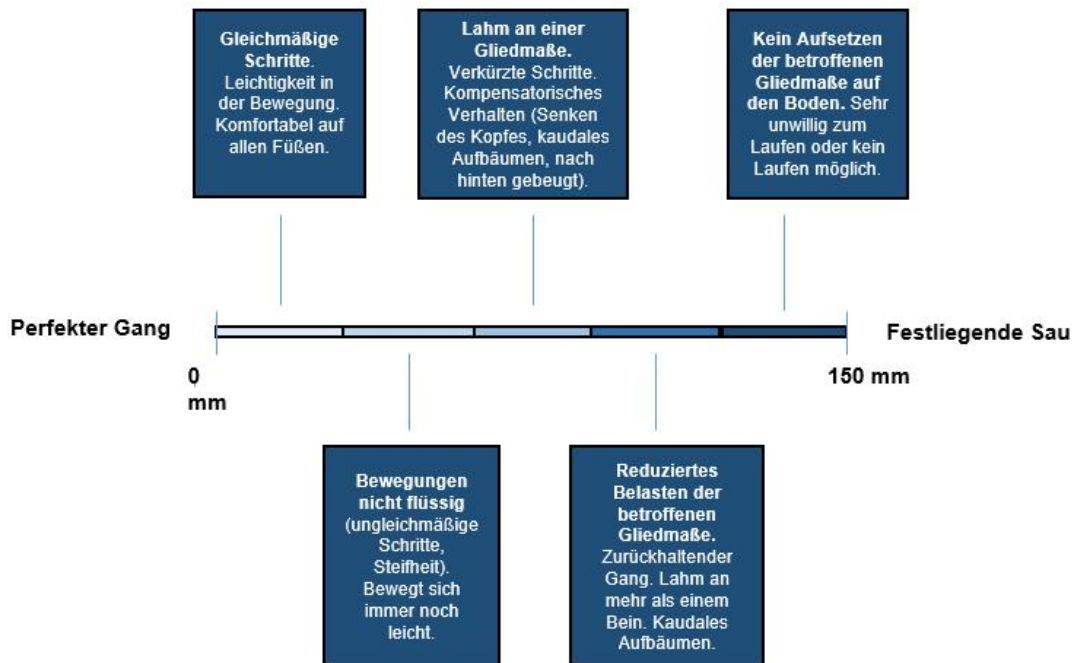 Gleichmäßige
Schritte.
Leichtigkeit in
der Bewegung.
Komfortabel auf
allen Füßen.
Lahm an einer
Gliedmaße.
Verkürzte Schritte.
Kompensatorisches
Verhalten (Senken
des Kopfes, kaudales
Aufbäumen, nach
hinten gebeugt).
Kein Aufsetzen
der betroffenen
Gliedmaße auf
den Boden. Sehr
unwillig zum
Laufen oder kein
Laufen möglich.
Perfekter Gang
Festliegende Sau
0
mm
150 mm
Bewegungen
nicht flüssig
(ungleichmäßige
Schritte,
Steifheit).
Bewegt sich
immer noch
leicht.
Reduziertes
Belasten der
betroffenen
Gliedmaße.
Zurückhaltender
Gang. Lahm an
mehr als einem
Bein. Kaudales
Aufbäumen.